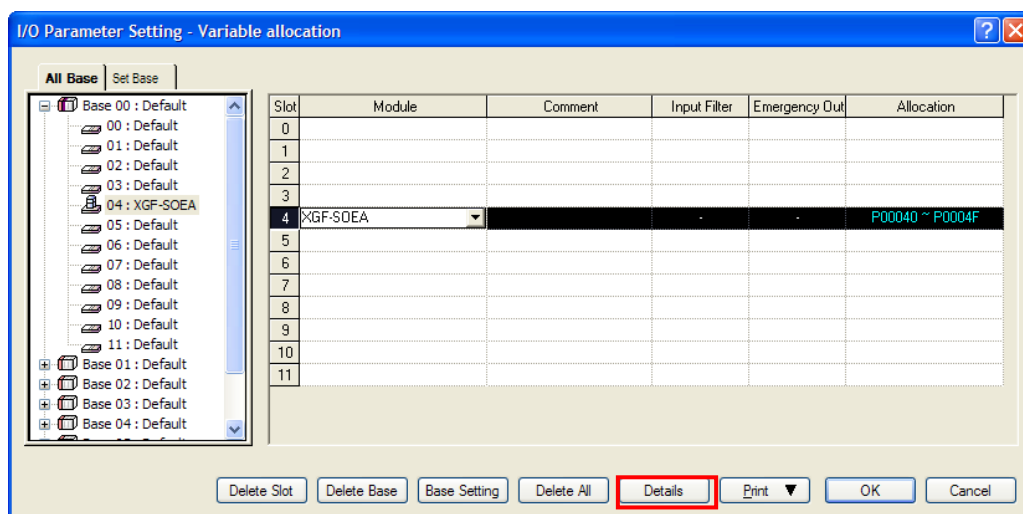 I/O Parameter Setting - Variable allocation
All Base Set Base
Base 00 : Default
00 : Default
01 : Default
02 : Default
03 : Default
04 : XGF-SOEA
05 : Default
06 : Default
07 : Default
08 : Default
09 : Default
10 : Default
11 : Default
Base 01 : Default
Base 02 : Default
Base 03 : Default
Base 04 : Default
Slot Module Comment Input Filter Emergency Out Allocation
0
1
2
3
4 XGF-SOEA - - P00040 ~ P0004F
5
6
7
8
9
10
11
Delete Slot Delete Base Base Setting Delete All Details Print ▼ OK Cancel